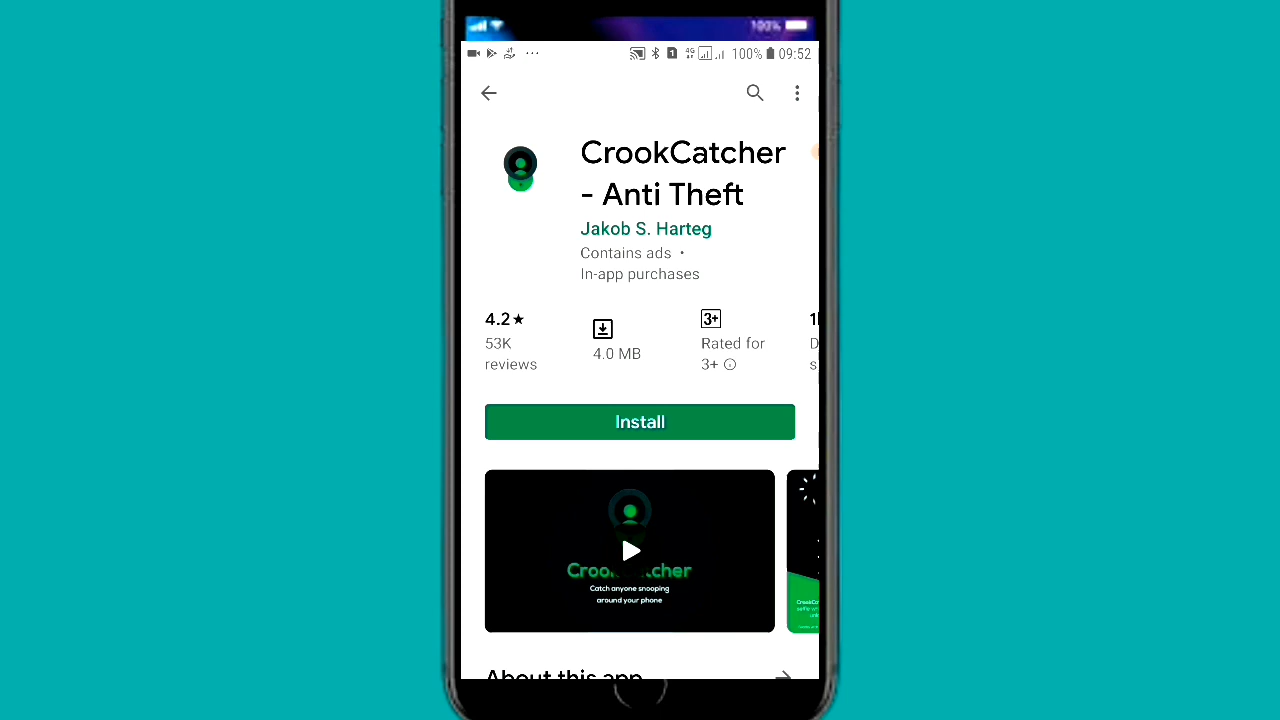 100%
4G 100% 09:52
CrookCatcher
- Anti Theft
Jakob S. Harteg
Contains ads •
In-app purchases
4.2★
53K
reviews
4.0 MB
3+
Rated for
3+
Install
Catch anyone snooping
around your phone
About this app